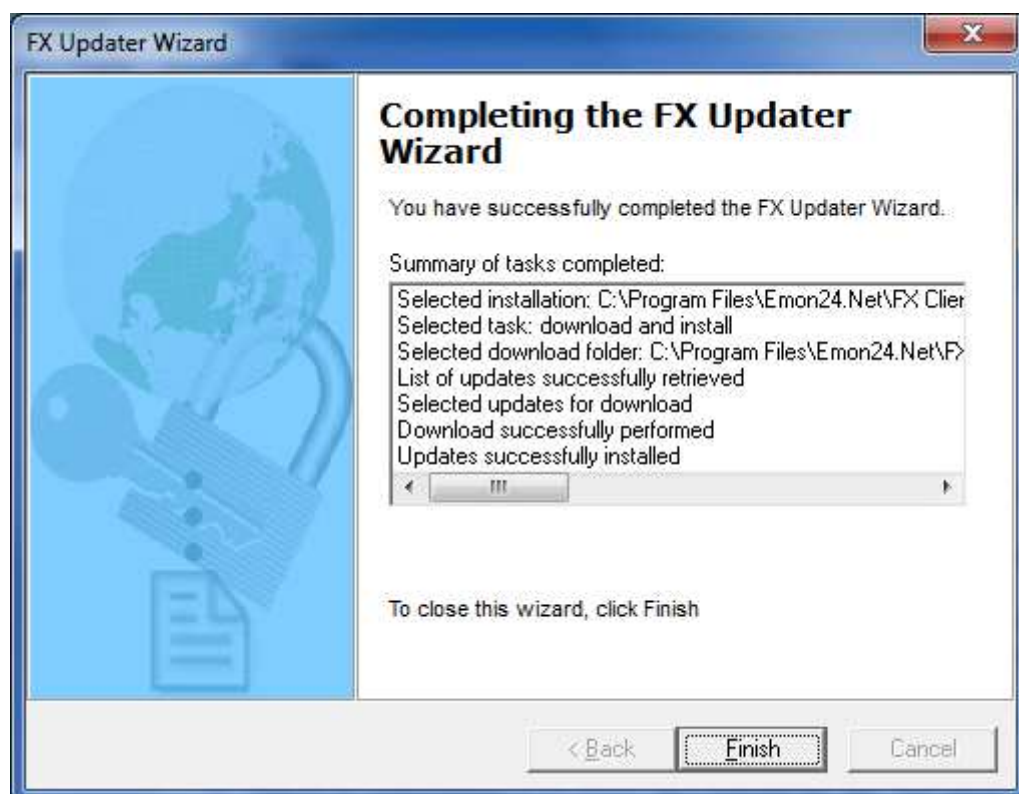 FX Updater Wizard
Completing the FX Updater
Wizard
You have successfully completed the FX Updater Wizard.
Summary of tasks completed:
Selected installation: C:\Program Files\Emon24.Net\FX Clier
Selected task: download and install
Selected download folder: C:\Program Files\Emon24.Net\F>
List of updates successfully retrieved
Selected updates for download
Download successfully performed
Updates successfully installed
To close this wizard, click Finish
< Back Finish Cancel